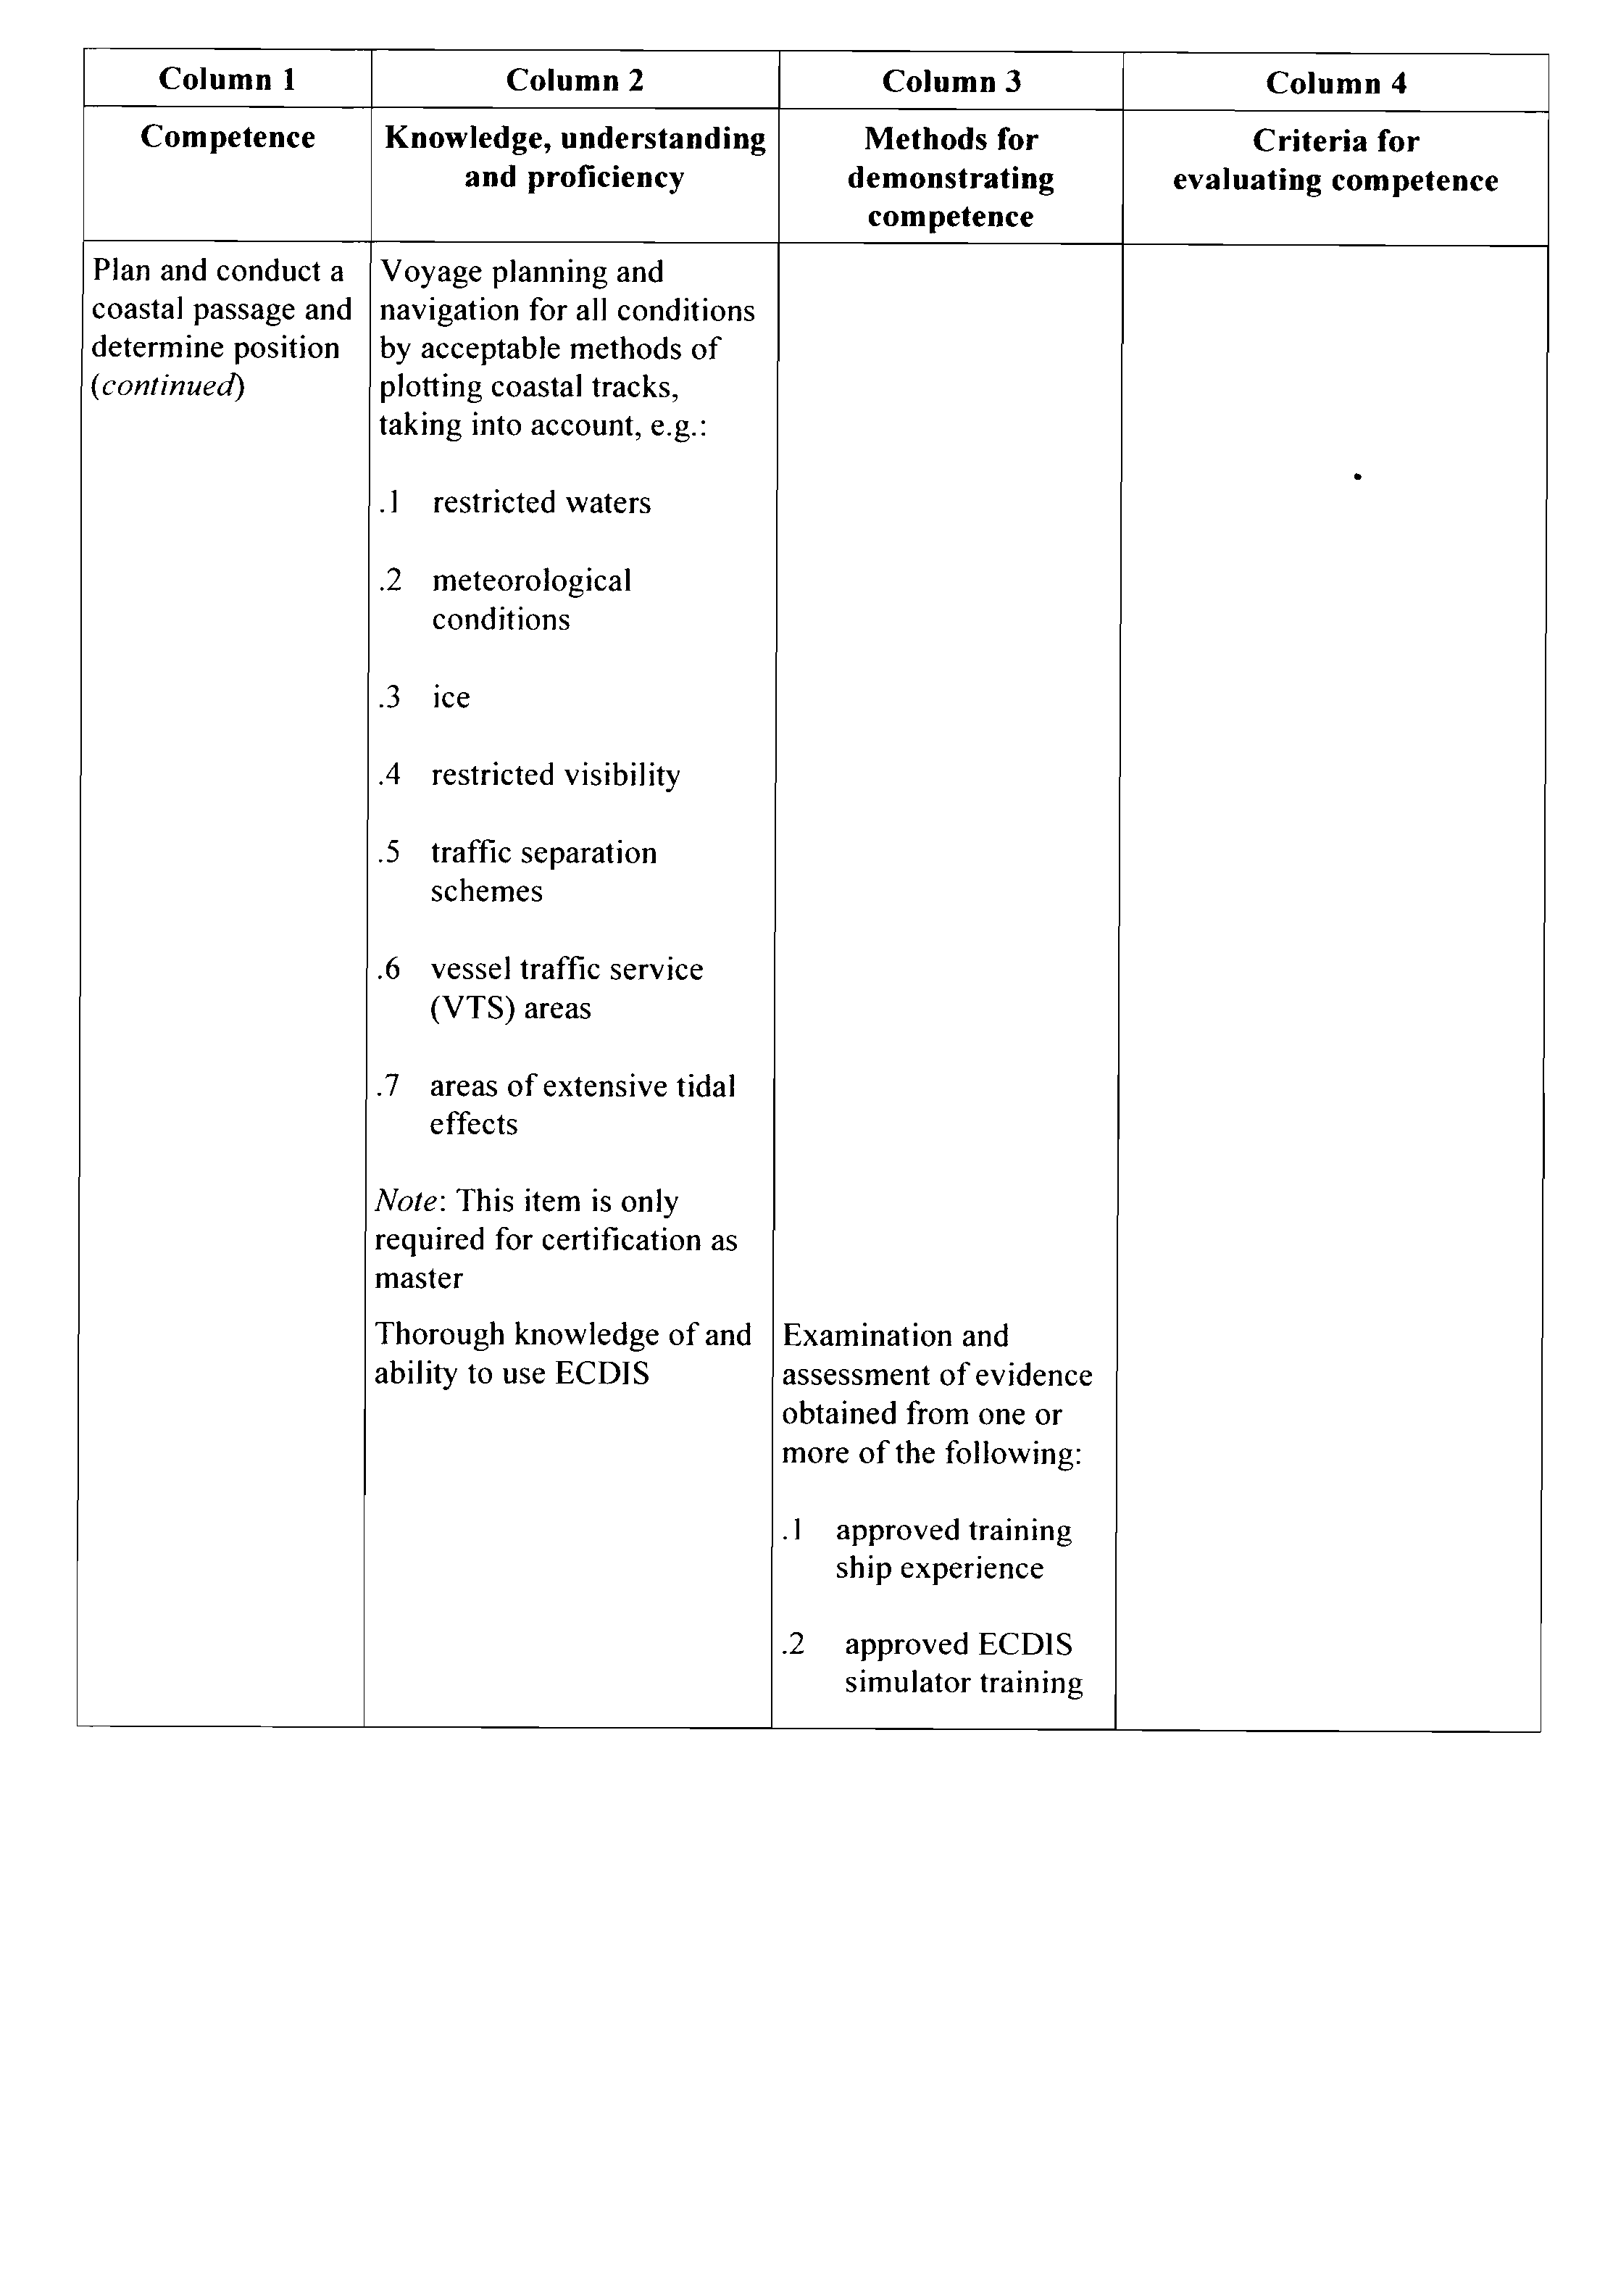 Column 1
Column 2
Column 3
Column 4
Competence
Knowledge, understanding
and proficiency
Methods for
demonstrating
competence
Criteria for
evaluating competence
Plan and conduct a
coastal passage and
determine position
(continued)
Voyage planning and
navigation for all conditions
by acceptable methods of
plotting coastal tracks,
taking into account, e.g.:
.1 restricted waters
.2 meteorological
conditions
.3 ice
.4 restricted visibility
.5 traffic separation
schemes
.6 vessel traffic service
(VTS) areas
.7 areas of extensive tidal
effects
Note: This item is only
required for certification as
master
Thorough knowledge of and
ability to use ECDIS
Examination and
assessment of evidence
obtained from one or
more of the following:
.1 approved training
ship experience
.2 approved ECDIS
simulator training